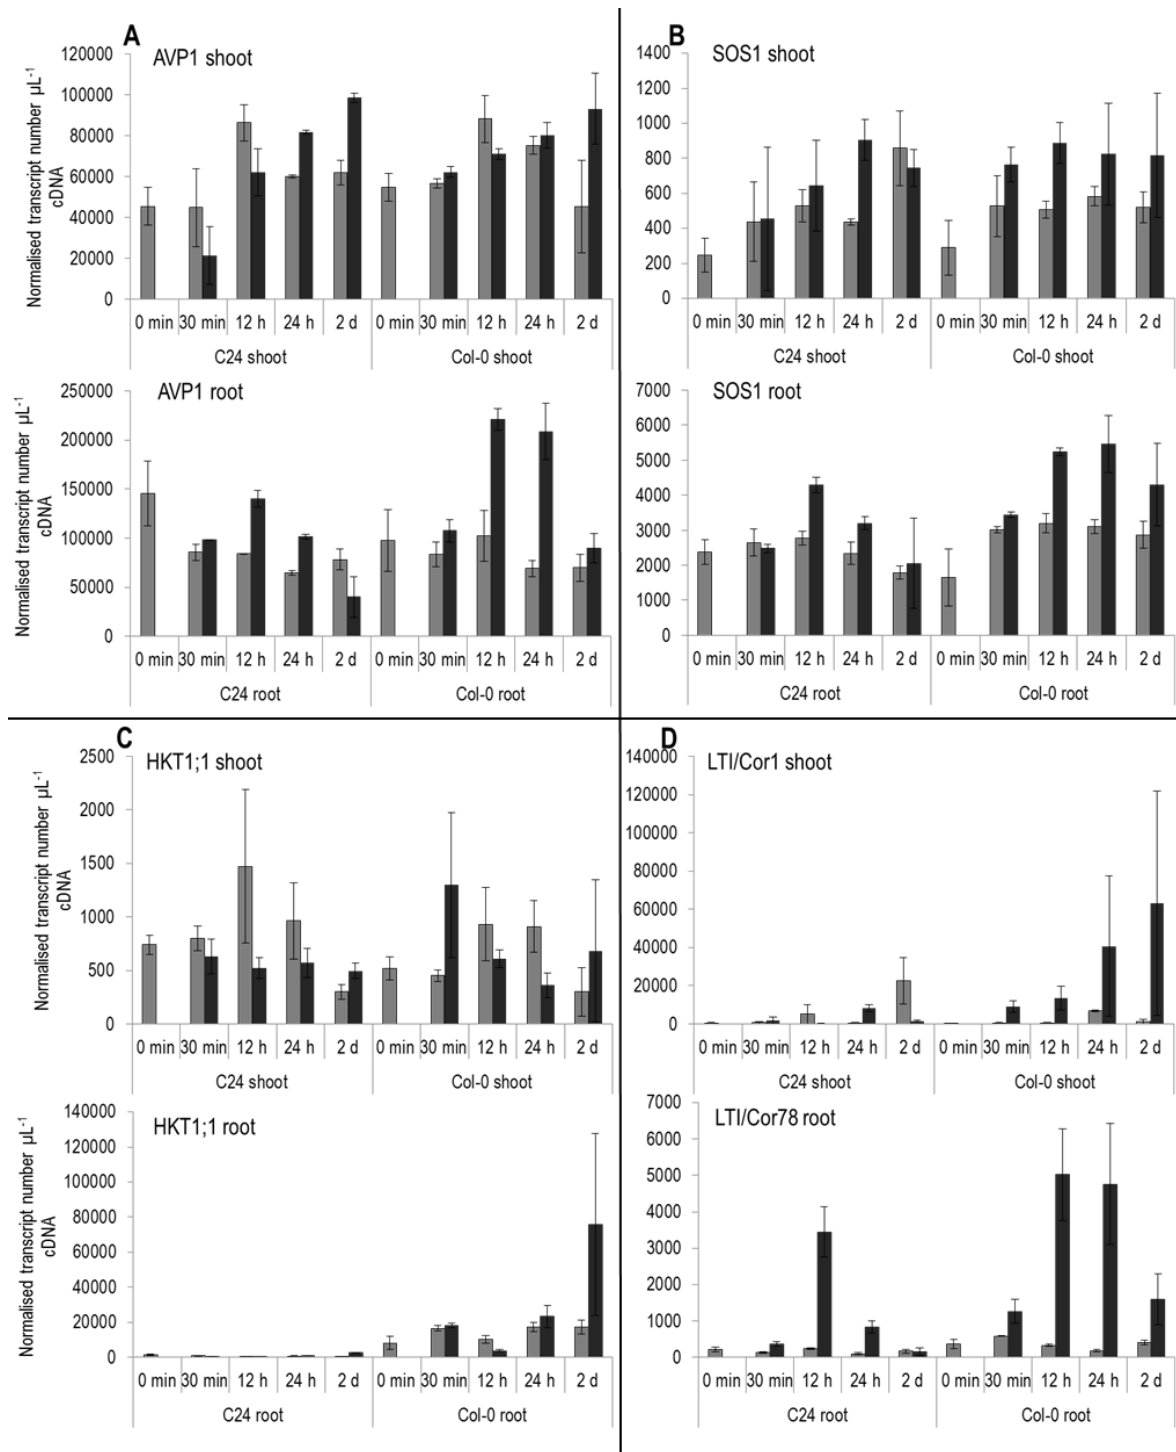 A
AVP1 shoot
Normalised transcript number µL-1
cDNA
120000
100000
80000
60000
40000
20000
0
0 min 30 min 12 h 24 h 2 d 0 min 30 min 12 h 24 h 2 d
C24 shoot Col-0 shoot
AVP1 root
Normalised transcript number µL-1
cDNA
250000
200000
150000
100000
50000
0
0 min 30 min 12 h 24 h 2 d 0 min 30 min 12 h 24 h 2 d
C24 root Col-0 root
B
SOS1 shoot
1400
1200
1000
800
600
400
200
0
0 min 30 min 12 h 24 h 2 d 0 min 30 min 12 h 24 h 2 d
C24 shoot Col-0 shoot
SOS1 root
7000
6000
5000
4000
3000
2000
1000
0
0 min 30 min 12 h 24 h 2 d 0 min 30 min 12 h 24 h 2 d
C24 root Col-0 root
C
HKT1;1 shoot
Normalised transcript number µL-1
cDNA
2500
2000
1500
1000
500
0
0 min 30 min 12 h 24 h 2 d 0 min 30 min 12 h 24 h 2 d
C24 shoot Col-0 shoot
HKT1;1 root
Normalised transcript number µL-1
cDNA
140000
120000
100000
80000
60000
40000
20000
0
0 min 30 min 12 h 24 h 2 d 0 min 30 min 12 h 24 h 2 d
C24 root Col-0 root
D
LTI/Cor1 shoot
140000
120000
100000
80000
60000
40000
20000
0
0 min 30 min 12 h 24 h 2 d 0 min 30 min 12 h 24 h 2 d
C24 shoot Col-0 shoot
LTI/Cor78 root
7000
6000
5000
4000
3000
2000
1000
0
0 min 30 min 12 h 24 h 2 d 0 min 30 min 12 h 24 h 2 d
C24 root Col-0 root